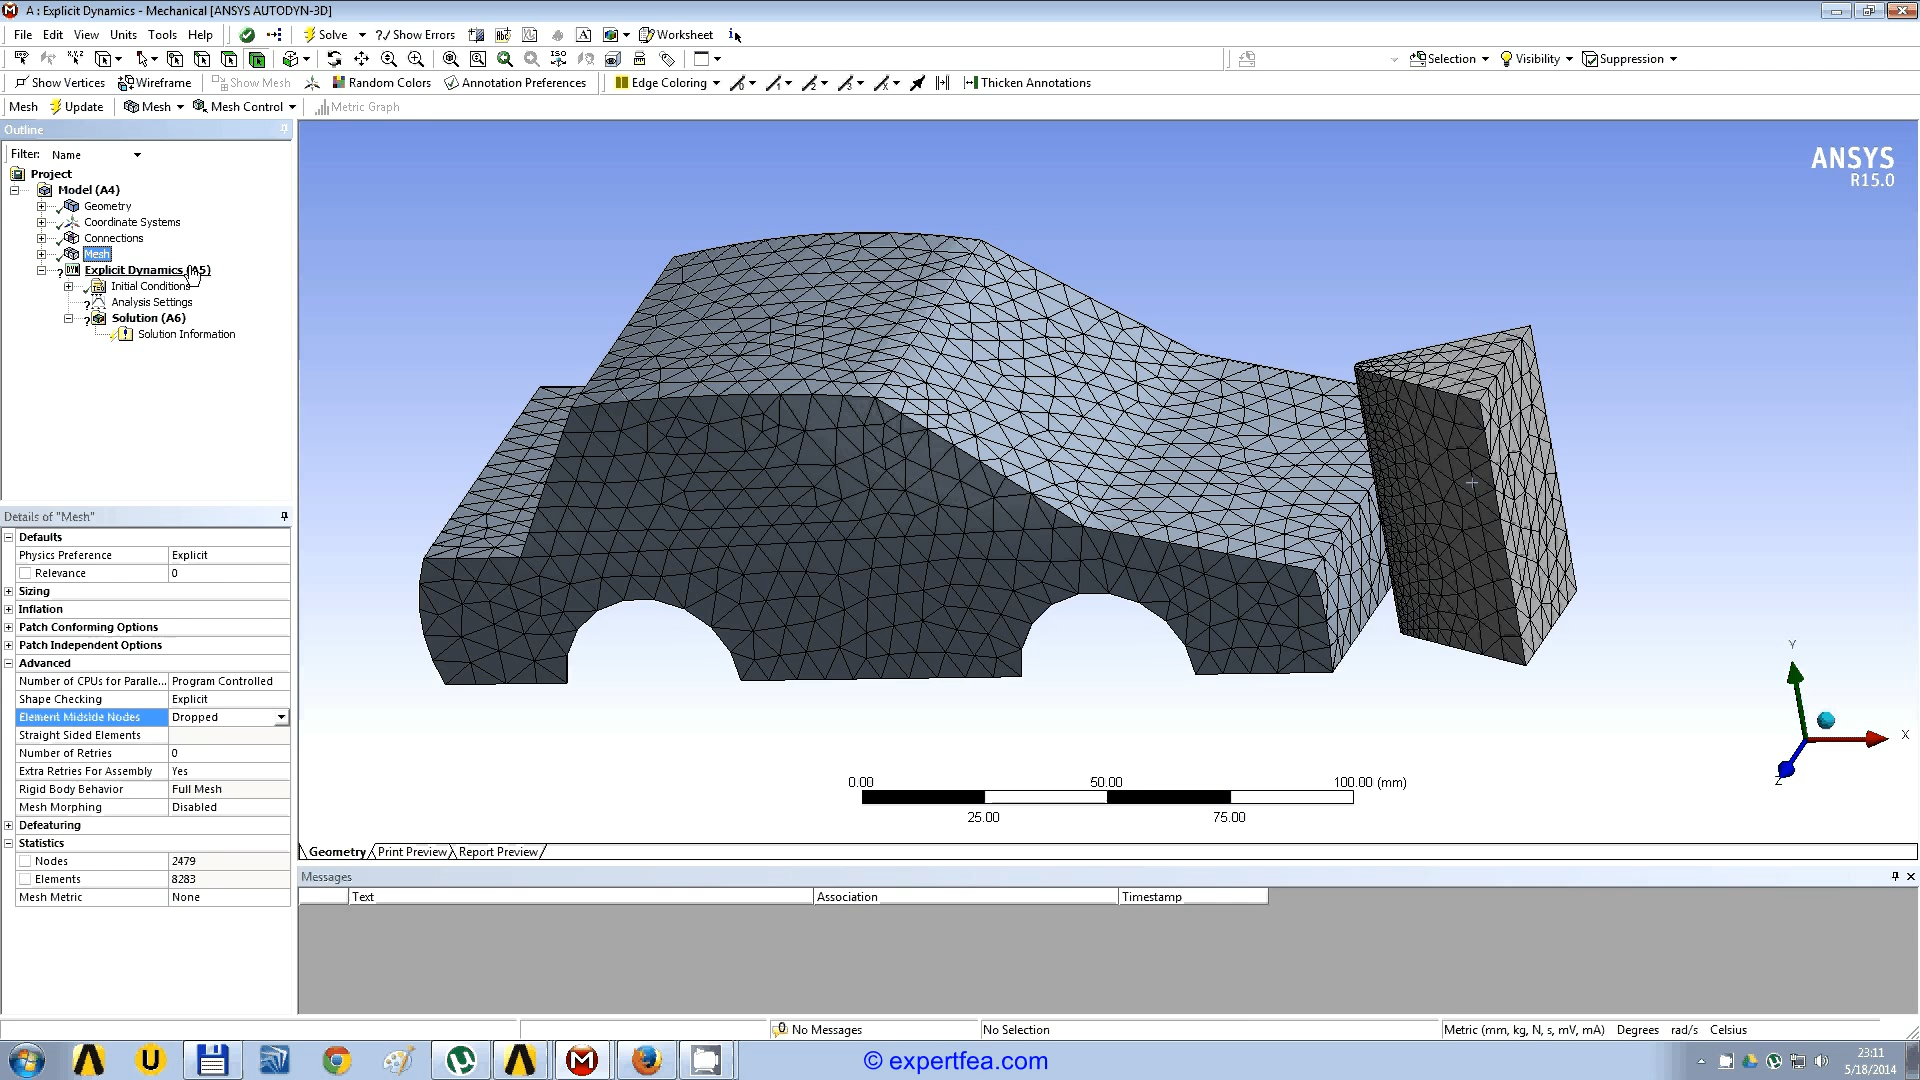 A : Explicit Dynamics - Mechanical [ANSYS AUTODYN-3D]
File Edit View Units Tools Help Solve ?✓ Show Errors Worksheet
Selection Visibility Suppression
Show Vertices Wireframe Show Mesh Random Colors Annotation Preferences Edge Coloring Thicken Annotations
Mesh Update Mesh Mesh Control Metric Graph
Outline
Filter: Name
Project
Model (A4)
Geometry
Coordinate Systems
Connections
Mesh
Explicit Dynamics (A5)
Initial Conditions
Analysis Settings
Solution (A6)
Solution Information
Details of "Mesh"
Defaults
Physics Preference Explicit
Relevance 0
Sizing
Inflation
Patch Conforming Options
Patch Independent Options
Advanced
Number of CPUs for Paralle... Program Controlled
Shape Checking Explicit
Element Midside Nodes Dropped
Straight Sided Elements
Number of Retries 0
Extra Retries For Assembly Yes
Rigid Body Behavior Full Mesh
Mesh Morphing Disabled
Defeaturing
Statistics
Nodes 2479
Elements 8283
Mesh Metric None
ANSYS
R15.0
Y
X
Z
0.00 50.00 100.00 (mm)
25.00 75.00
Geometry Print Preview Report Preview
Messages
Text Association Timestamp
0 No Messages No Selection Metric (mm, kg, N, s, mV, mA) Degrees rad/s Celsius
© expertfea.com
23:11
5/18/2014